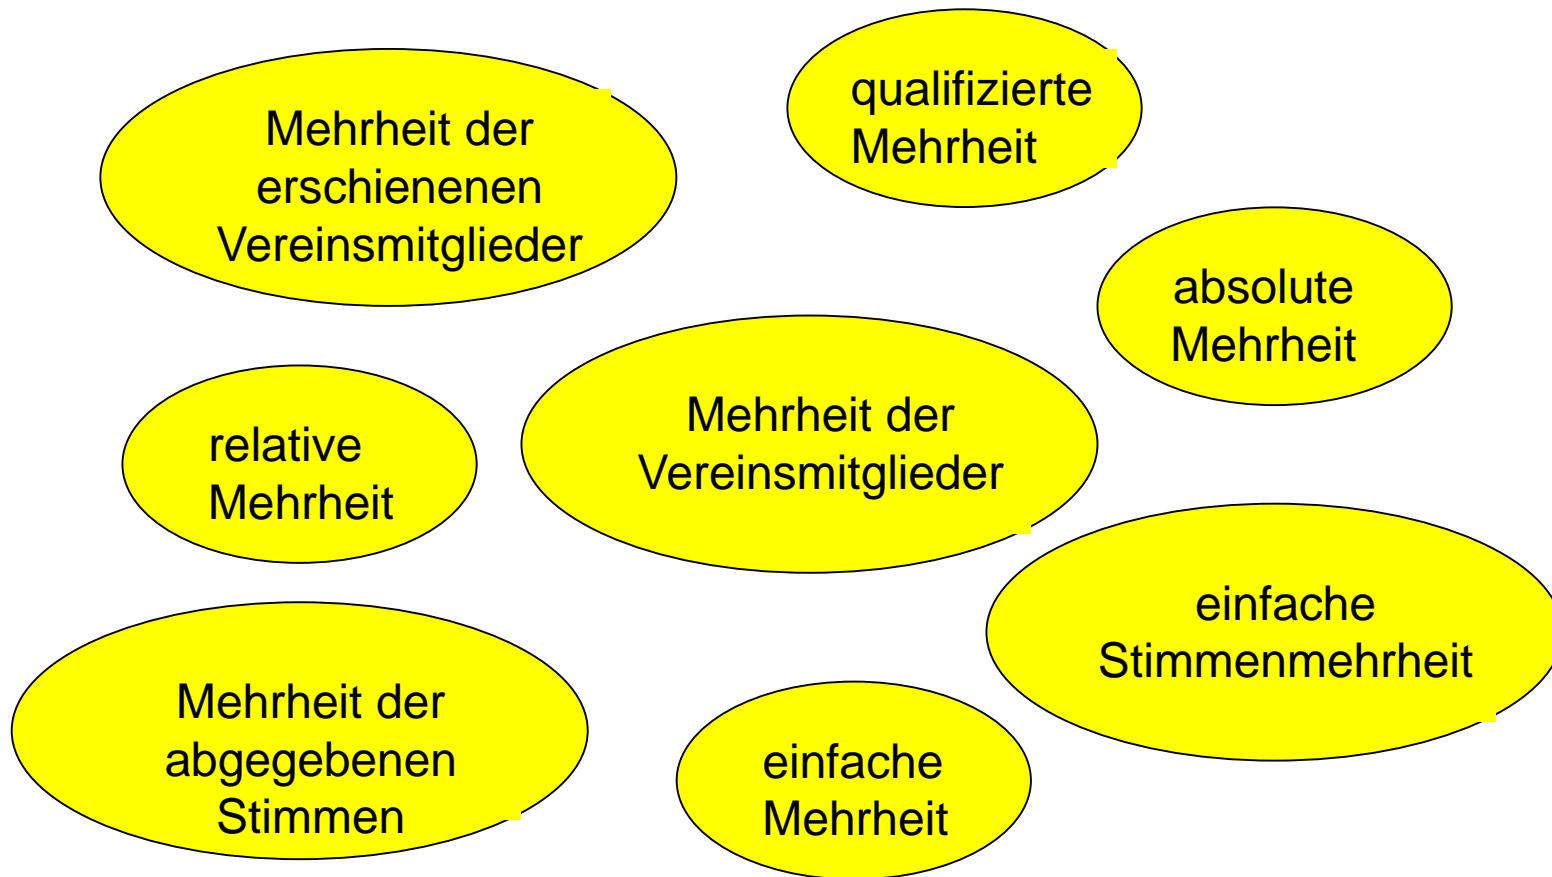 Mehrheit der
erschienenen
Vereinsmitglieder
qualifizierte
Mehrheit
absolute
Mehrheit
relative
Mehrheit
Mehrheit der
Vereinsmitglieder
einfache
Stimmenmehrheit
Mehrheit der
abgegebenen
Stimmen
einfache
Mehrheit